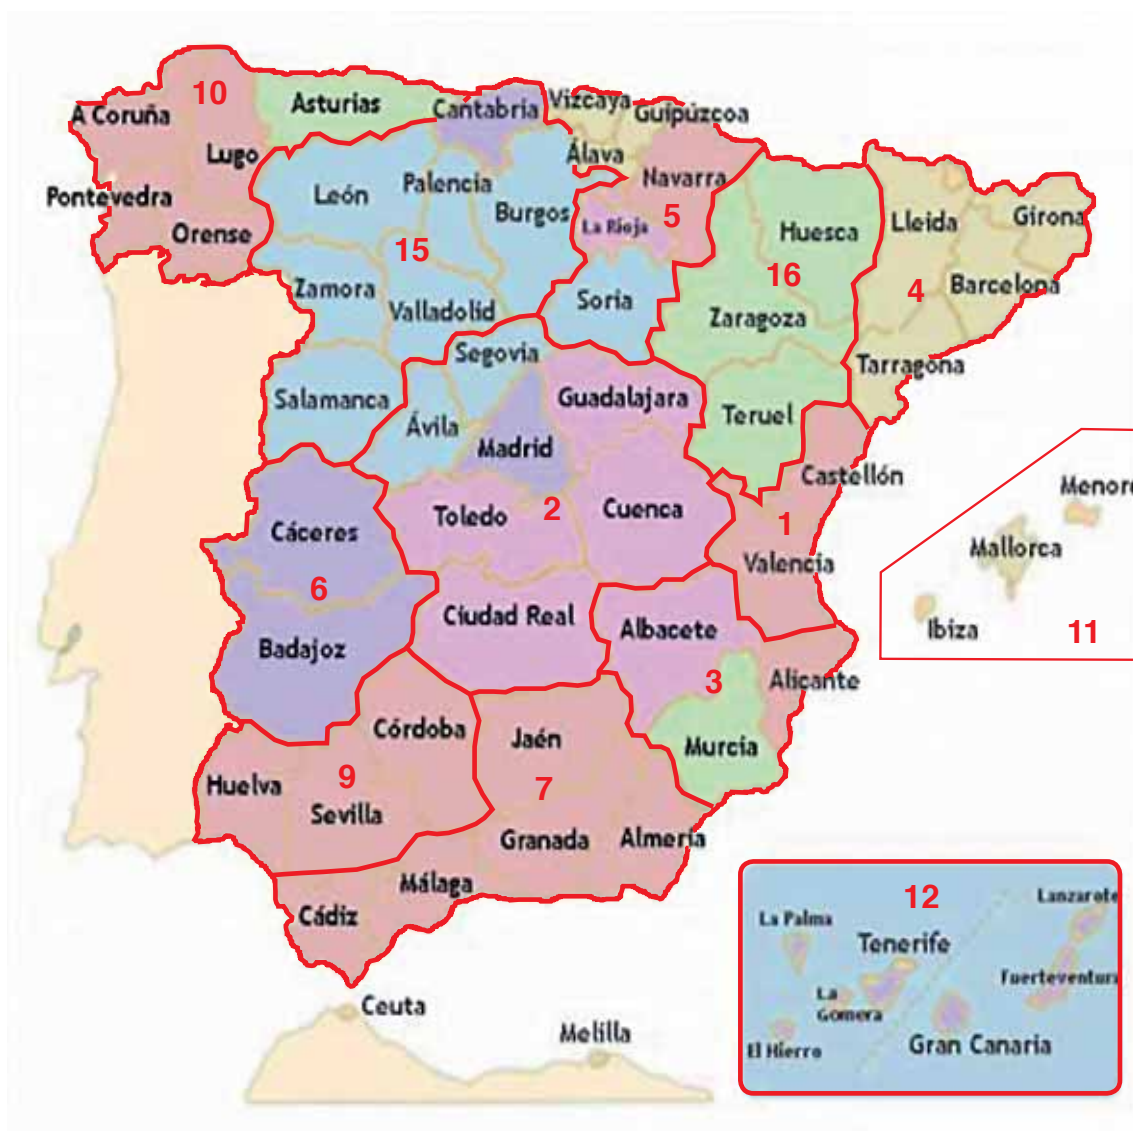 10
Asturias
Cantabria
Vizcaya
Guipúzcoa
A Coruña
Lugo
Álava
Navarra
Pontevedra
León
Palencia
Burgos
La Rioja
5
Orense
15
Huesca
Lleida
Girona
Zamora
Valladolid
Soria
16
4
Barcelona
Zaragoza
Segovia
Tarragona
Salamanca
Ávila
Guadalajara
Teruel
Madrid
Castellón
Menor
Cáceres
Toledo
2
Cuenca
1
Mallorca
Valencia
6
Ciudad Real
Albacete
Ibiza
11
Badajoz
3
Alicante
Córdoba
Jaén
Murcia
Huelva
9
7
Sevilla
Granada
Almería
Málaga
Cádiz
12
Lanzarote
La Palma
Tenerife
Fuerteventura
La
Gomera
El Hierro
Gran Canaria
Ceuta
Melilla